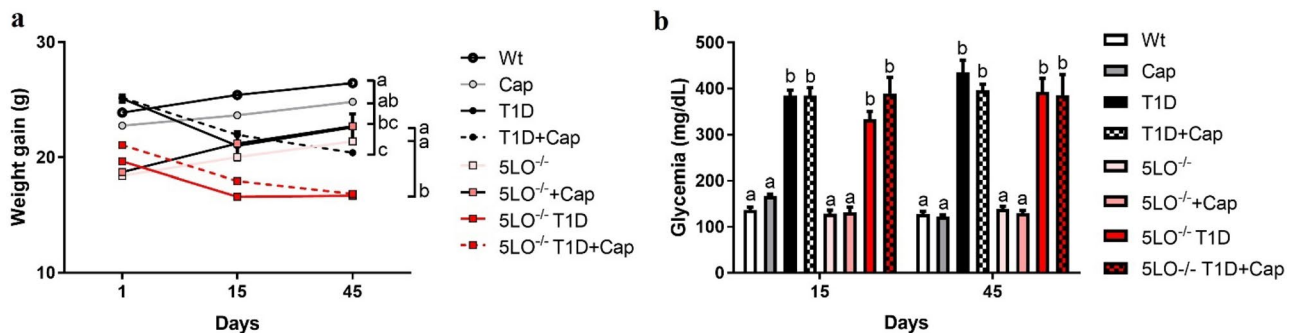 a
Weight gain (g)
30
20
10
1
15
45
Days
a
ab
bc
c
a
a
b
Wt
Cap
T1D
T1D+Cap
5LO-/-
5LO-/-+Cap
5LO-/- T1D
5LO-/- T1D+Cap
b
Glycemia (mg/dL)
500
400
300
200
100
0
a
a
b
b
a
a
b
b
a
a
b
b
a
a
b
b
15
45
Days
Wt
Cap
T1D
T1D+Cap
5LO-/-
5LO-/-+Cap
5LO-/- T1D
5LO-/- T1D+Cap